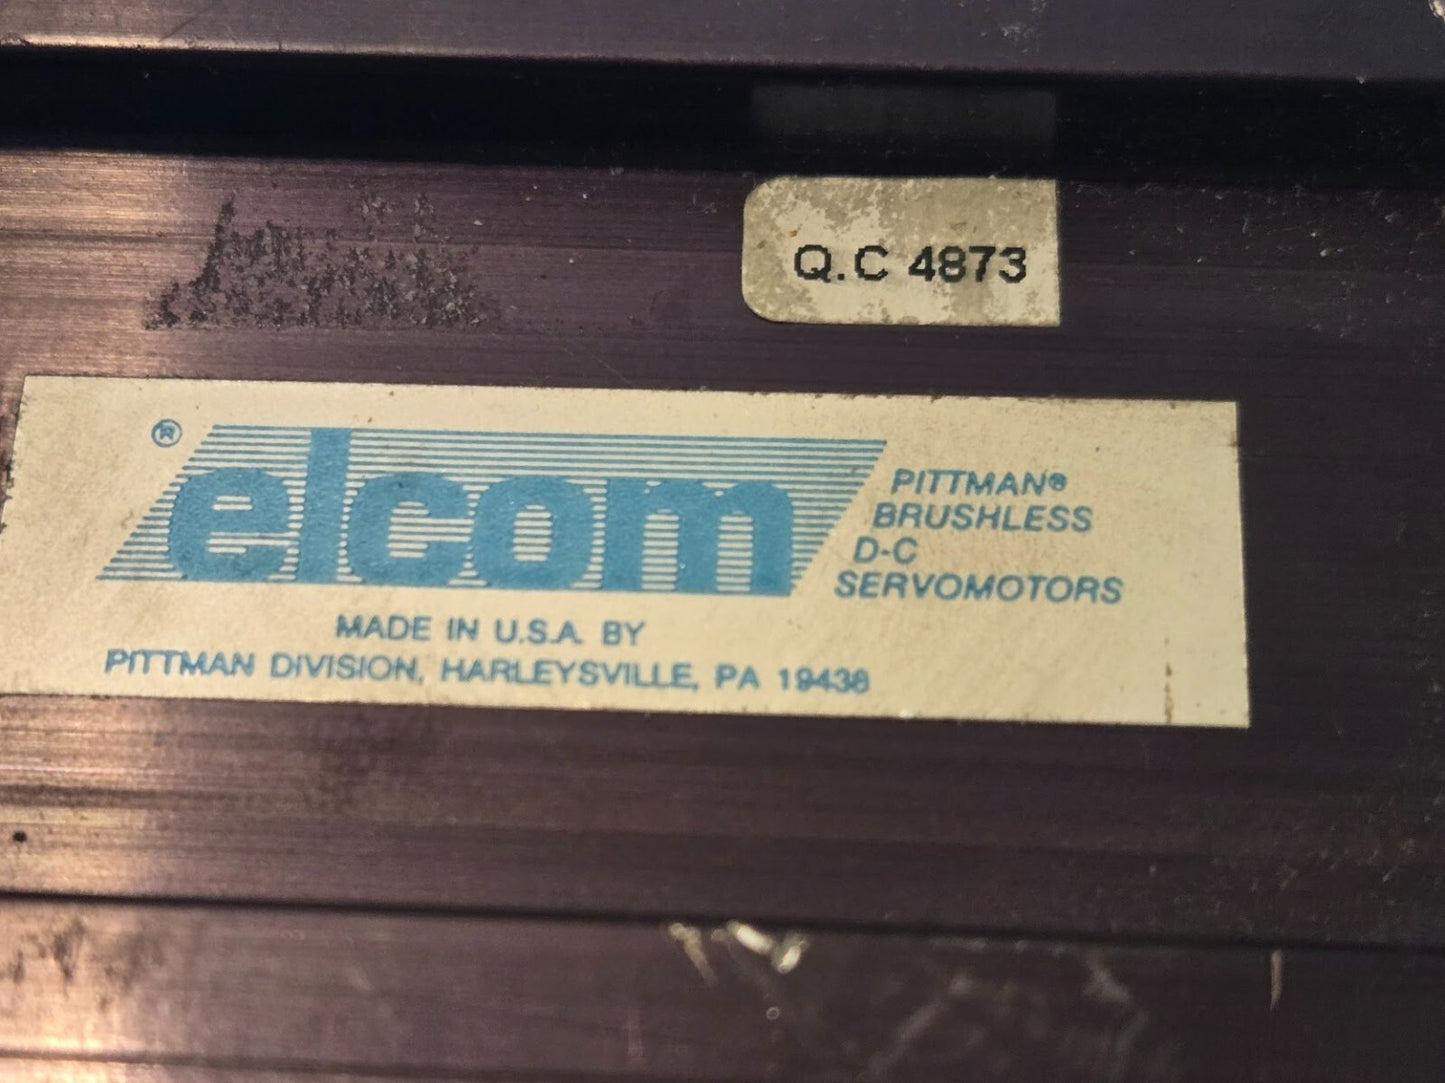 Q.C 4873
® elcom
PITTMAN®
BRUSHLESS
D-C
SERVOMOTORS
MADE IN U.S.A. BY
PITTMAN DIVISION, HARLEYSVILLE, PA 19438